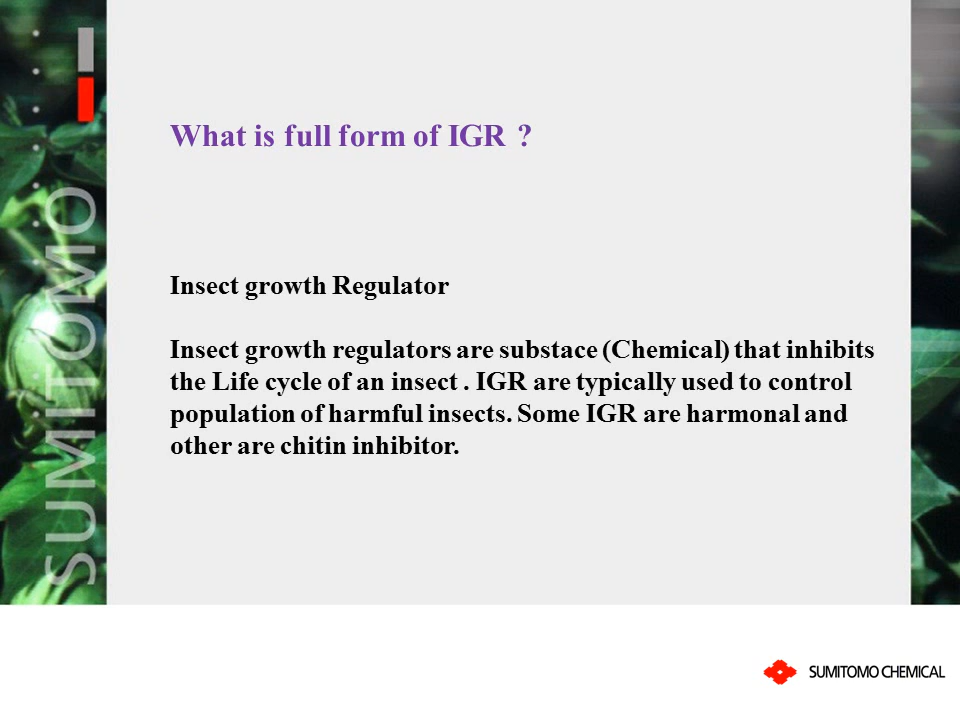 SUMITOMO
What is full form of IGR ?
Insect growth Regulator
Insect growth regulators are substace (Chemical) that inhibits
the Life cycle of an insect . IGR are typically used to control
population of harmful insects. Some IGR are harmonal and
other are chitin inhibitor.
SUMITOMO CHEMICAL